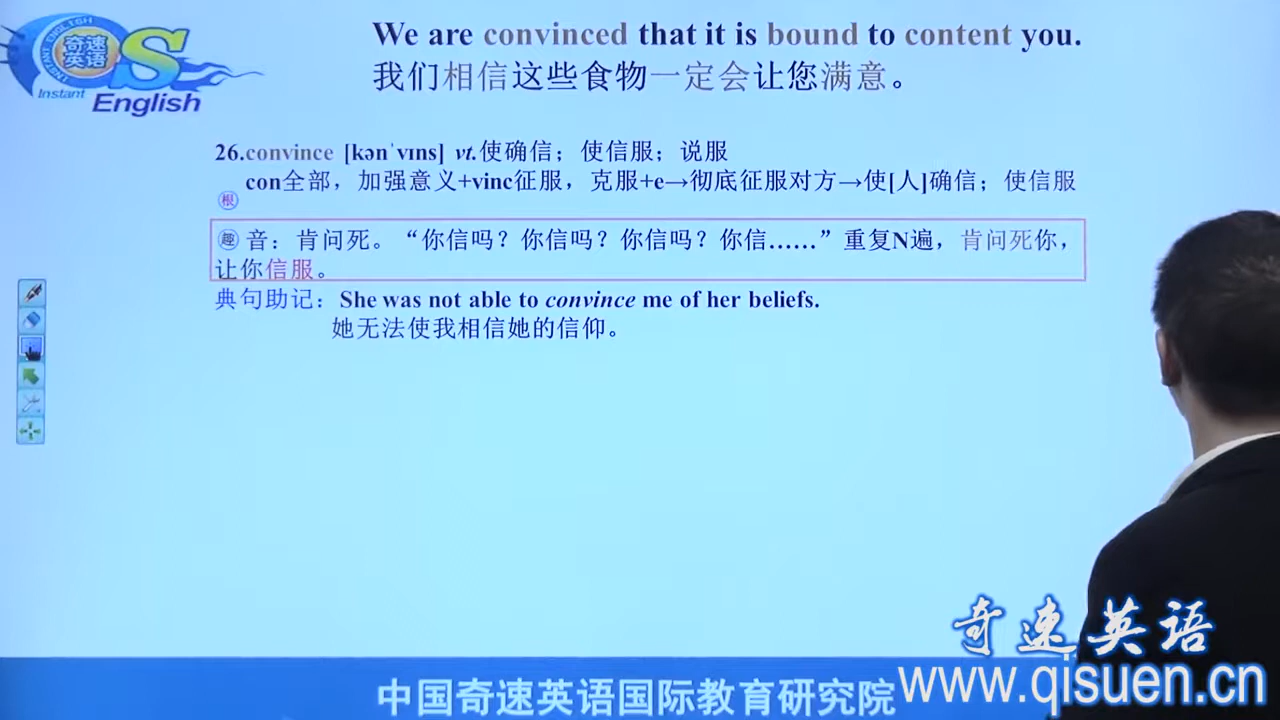 INSTANT ENGLISH
奇速
英语
S
Instant
English
We are convinced that it is bound to content you.
我们相信这些食物一定会让您满意。
26.convince [kənˈvɪns] vt.使确信；使信服；说服
con全部，加强意义+vinc征服，克服+e→彻底征服对方→使[人]确信；使信服
根
趣 音：肯问死。“你信吗？你信吗？你信吗？你信……”重复N遍，肯问死你，
让你信服。
典句助记：She was not able to convince me of her beliefs.
她无法使我相信她的信仰。
奇速英语
www.qisuen.cn
中国奇速英语国际教育研究院